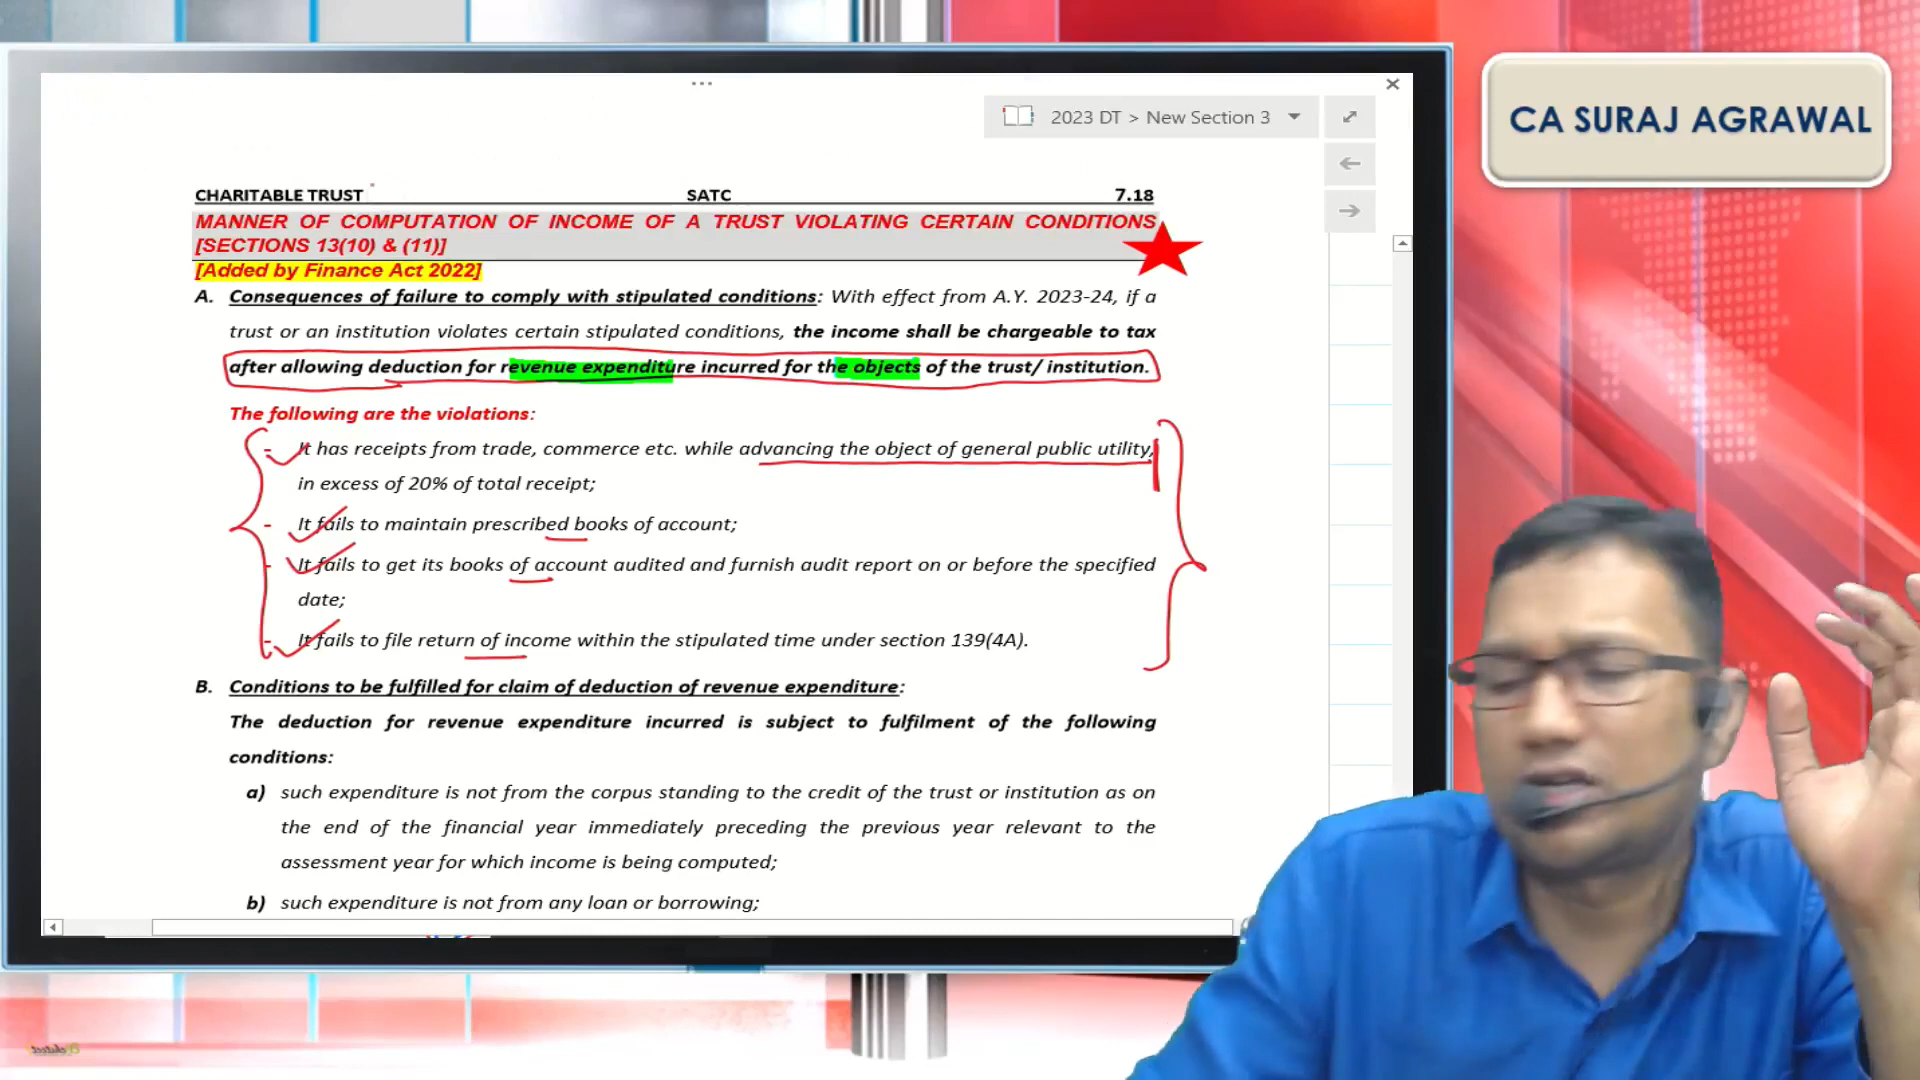 2023 DT > New Section 3
CA SURAJ AGRAWAL
CHARITABLE TRUST SATC 7.18
MANNER OF COMPUTATION OF INCOME OF A TRUST VIOLATING CERTAIN CONDITIONS
[SECTIONS 13(10) & (11)]
[Added by Finance Act 2022]
A. Consequences of failure to comply with stipulated conditions: With effect from A.Y. 2023-24, if a
trust or an institution violates certain stipulated conditions, the income shall be chargeable to tax
after allowing deduction for revenue expenditure incurred for the objects of the trust/ institution.
The following are the violations:
- It has receipts from trade, commerce etc. while advancing the object of general public utility,
in excess of 20% of total receipt;
- It fails to maintain prescribed books of account;
- It fails to get its books of account audited and furnish audit report on or before the specified
date;
- It fails to file return of income within the stipulated time under section 139(4A).
B. Conditions to be fulfilled for claim of deduction of revenue expenditure:
The deduction for revenue expenditure incurred is subject to fulfilment of the following
conditions:
a) such expenditure is not from the corpus standing to the credit of the trust or institution as on
the end of the financial year immediately preceding the previous year relevant to the
assessment year for which income is being computed;
b) such expenditure is not from any loan or borrowing;